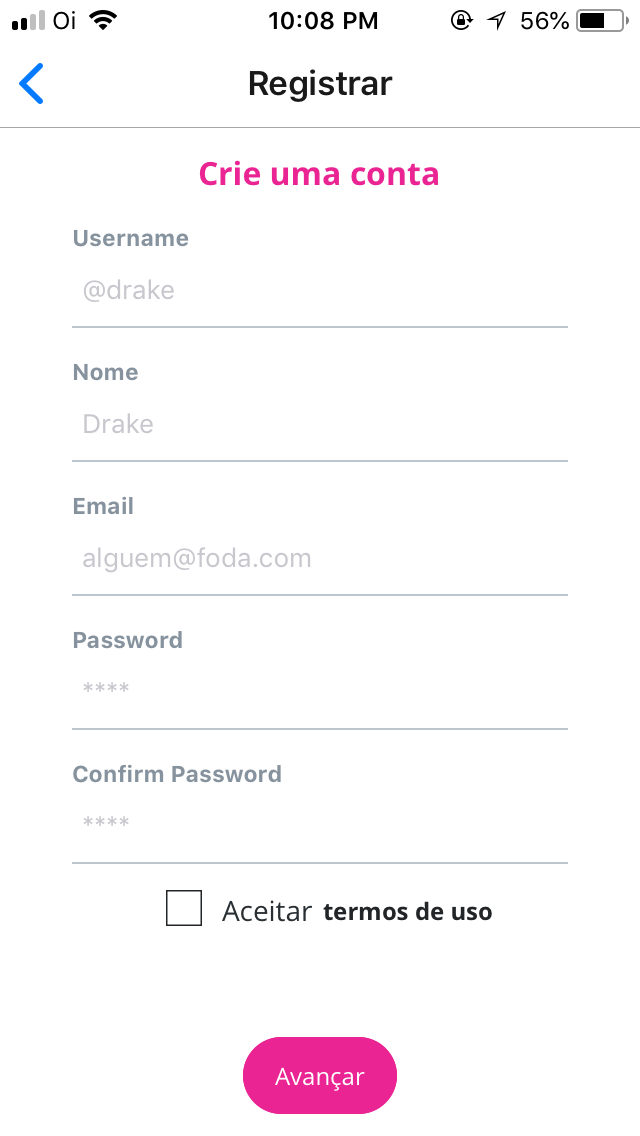 Oi 10:08 PM 56%
Registrar
Crie uma conta
Username
@drake
Nome
Drake
Email
alguem@foda.com
Password
****
Confirm Password
****
Aceitar termos de uso
Avançar